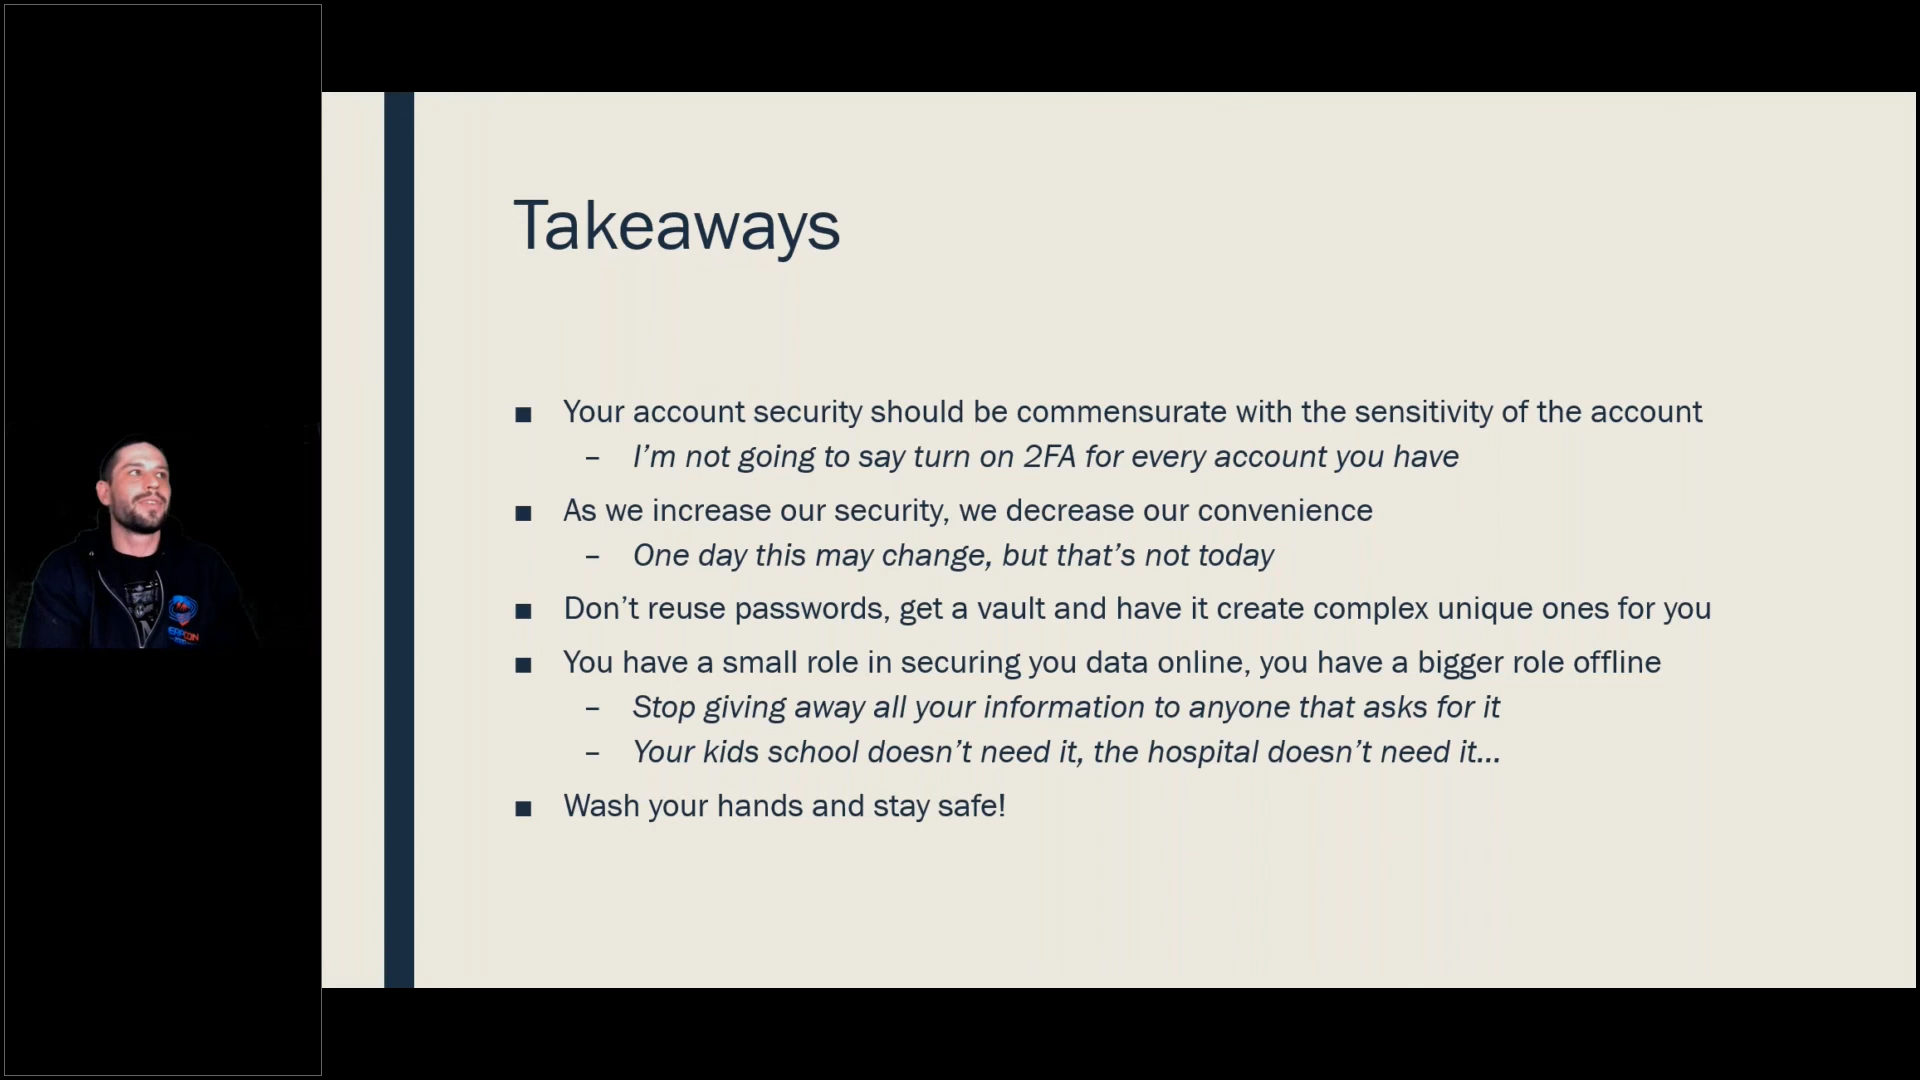 Takeaways
■ Your account security should be commensurate with the sensitivity of the account
– I’m not going to say turn on 2FA for every account you have
■ As we increase our security, we decrease our convenience
– One day this may change, but that’s not today
■ Don’t reuse passwords, get a vault and have it create complex unique ones for you
■ You have a small role in securing you data online, you have a bigger role offline
– Stop giving away all your information to anyone that asks for it
– Your kids school doesn’t need it, the hospital doesn’t need it...
■ Wash your hands and stay safe!